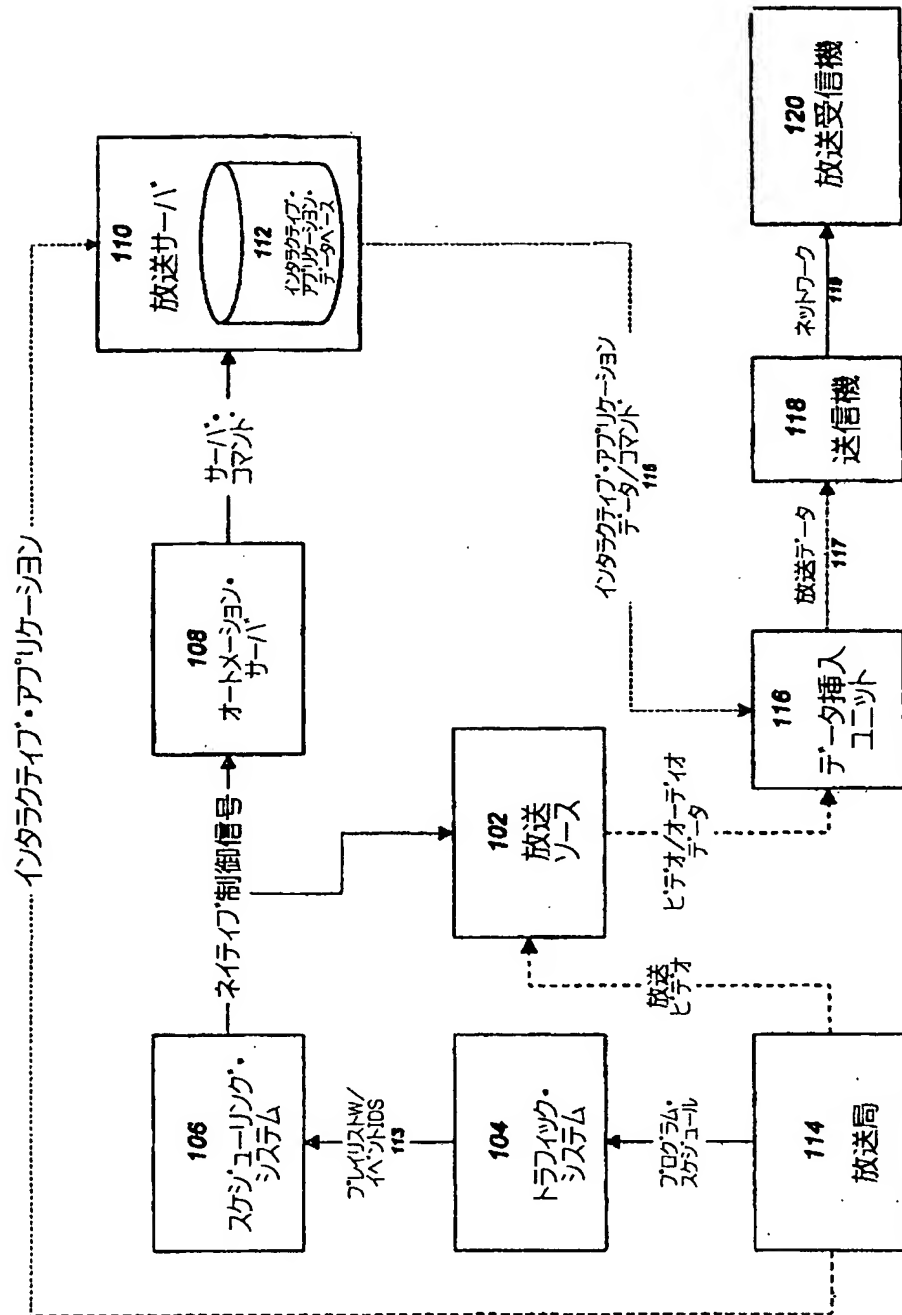 インタラクティブ・アプリケーション
110
放送サーバ
112
インタラクティブ・
アプリケーション・
データベース
サーバ・
コマンド
108
オートメーション・
サーバ
ネイティブ制御信号
106
スケジューリング・
システム
プレイリストW/
イベントIDS
113
104
トラフィック・
システム
プログラム・
スケジュール
114
放送局
放送
ビデオ
102
放送
ソース
ビデオ/オーディオ
データ
インタラクティブ・アプリケーション
データ/コマンド
115
116
データ挿入
ユニット
放送データ
117
118
送信機
ネットワーク
119
120
放送受信機